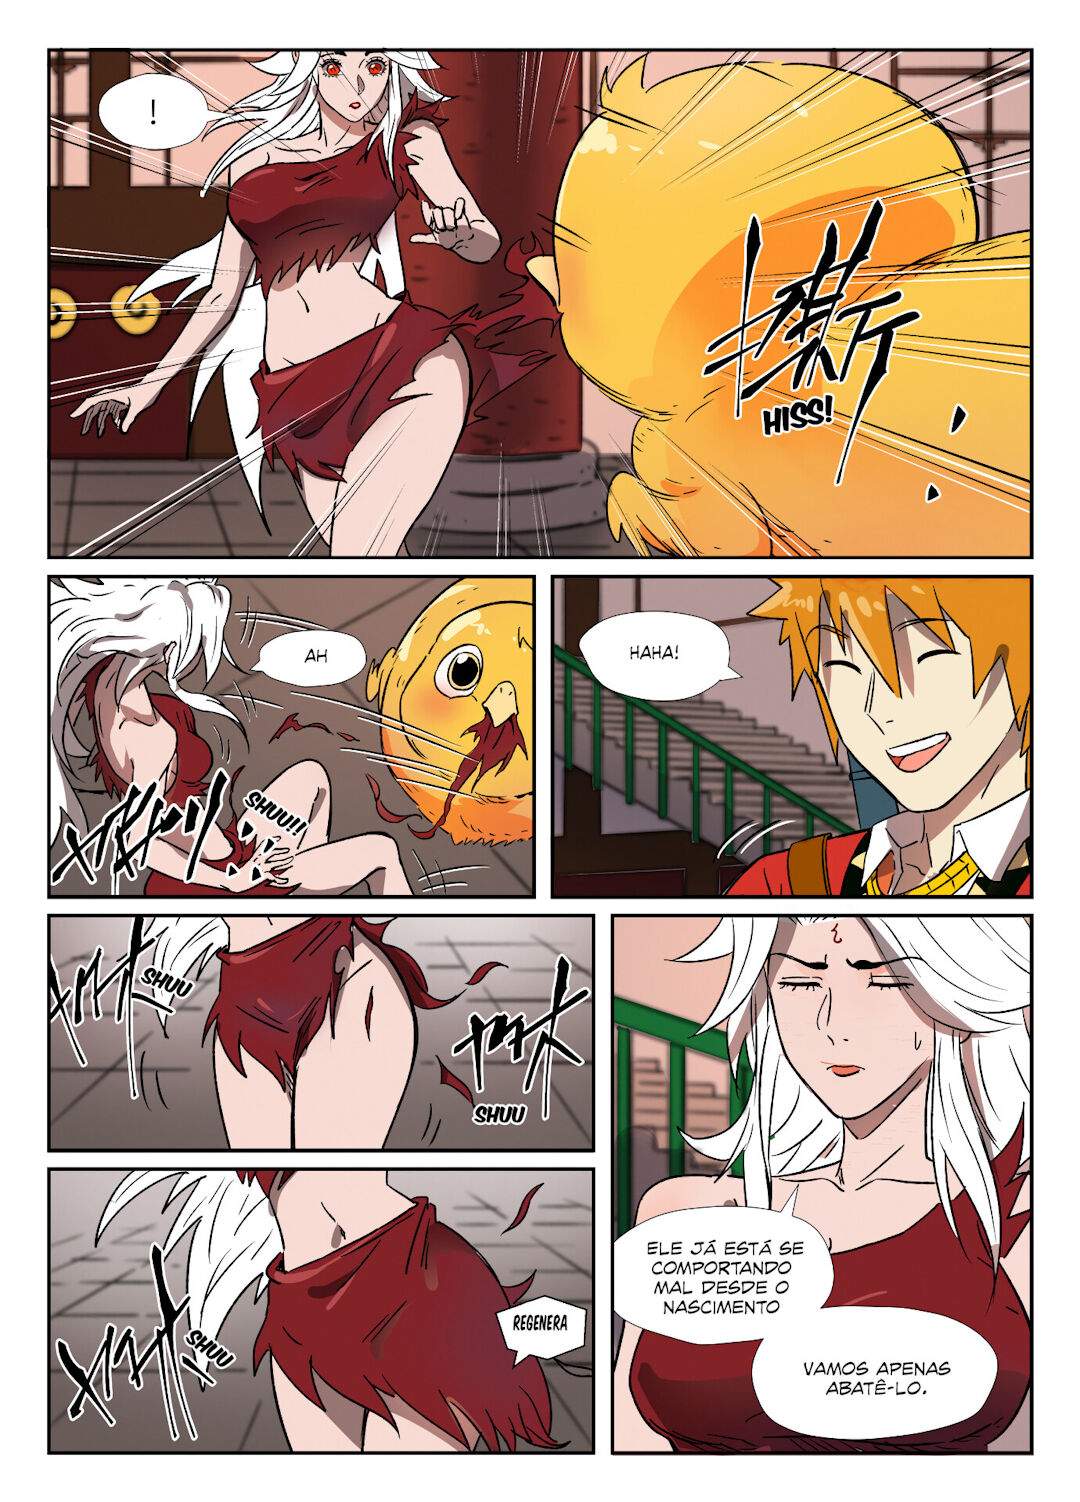 !
撕
HISS!
AH
SHUU!!
HAHA!
SHUU
SHUU
SHUU
REGENERA
ELE JÁ ESTÁ SE
COMPORTANDO
MAL DESDE O
NASCIMENTO
VAMOS APENAS
ABATÊ-LO.